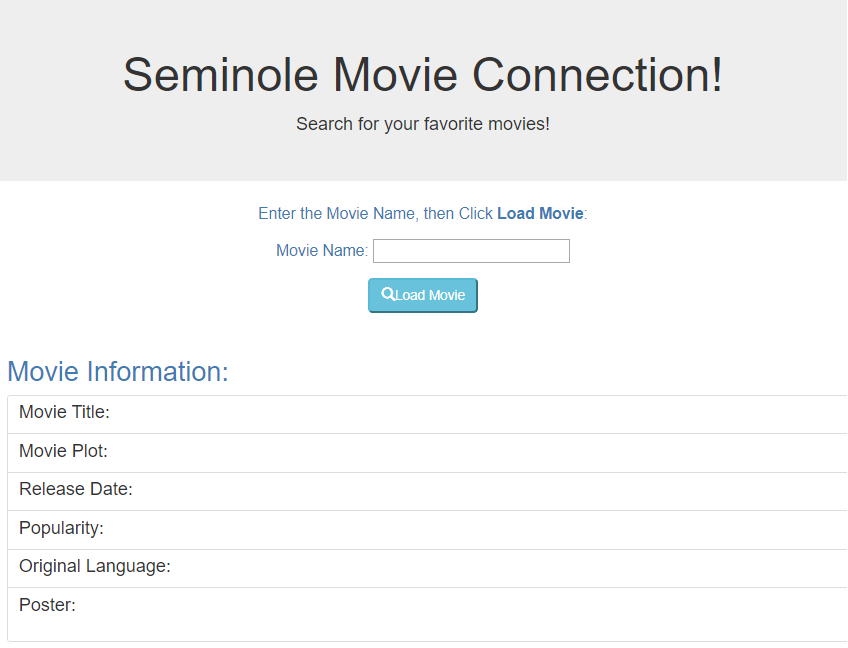 Seminole Movie Connection!
Search for your favorite movies!
Enter the Movie Name, then Click Load Movie:
Movie Name:
Load Movie
Movie Information:
Movie Title:
Movie Plot:
Release Date:
Popularity:
Original Language:
Poster: